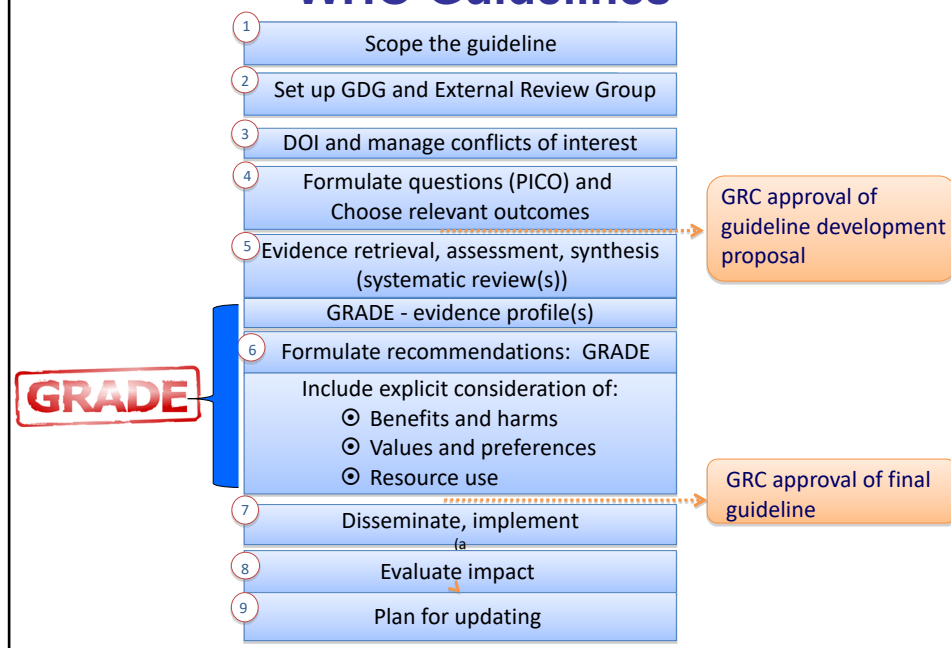 WHO Guidelines
1
Scope the guideline
2
Set up GDG and External Review Group
3
DOI and manage conflicts of interest
4
Formulate questions (PICO) and
Choose relevant outcomes
GRC approval of
guideline development
proposal
5
Evidence retrieval, assessment, synthesis
(systematic review(s))
GRADE - evidence profile(s)
6
Formulate recommendations: GRADE
GRADE
Include explicit consideration of:
Benefits and harms
Values and preferences
Resource use
GRC approval of final
guideline
7
Disseminate, implement
(a
8
Evaluate impact
9
Plan for updating